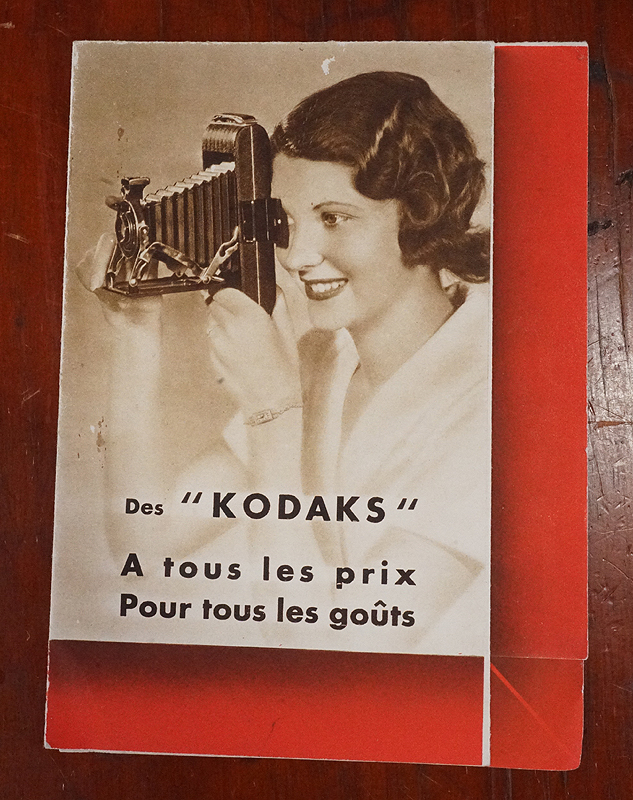 Des "KODAKS"
A tous les prix
Pour tous les goûts